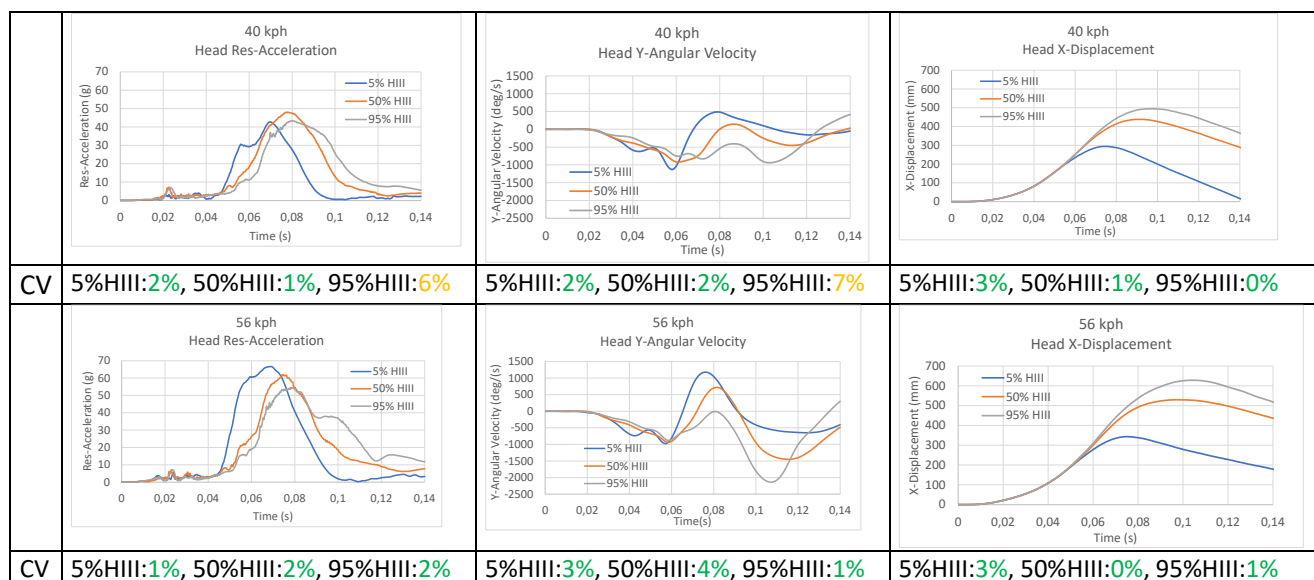 40 kph
Head Res-Acceleration
Res-Acceleration (g)
70
60
50
40
30
20
10
0
5% HIII
50% HIII
95% HIII
0 0,02 0,04 0,06 0,08 0,1 0,12 0,14
Time (s)
40 kph
Head Y-Angular Velocity
Y-Angular Velocity (deg/s)
1500
1000
500
0
-500
-1000
-1500
-2000
-2500
5% HIII
50% HIII
95% HIII
0 0,02 0,04 0,06 0,08 0,1 0,12 0,14
Time (s)
40 kph
Head X-Displacement
X-Displacement (mm)
700
600
500
400
300
200
100
0
5% HIII
50% HIII
95% HIII
0 0,02 0,04 0,06 0,08 0,1 0,12 0,14
Time (s)
CV 5%HIII:2%, 50%HIII:1%, 95%HIII:6% 5%HIII:2%, 50%HIII:2%, 95%HIII:7% 5%HIII:3%, 50%HIII:1%, 95%HIII:0%
56 kph
Head Res-Acceleration
Res-Acceleration (g)
70
60
50
40
30
20
10
0
5% HIII
50% HIII
95% HIII
0 0,02 0,04 0,06 0,08 0,1 0,12 0,14
Time (s)
56 kph
Head Y-Angular Velocity
Y-Angular Velocity (deg/(s)
1500
1000
500
0
-500
-1000
-1500
-2000
-2500
5% HIII
50% HIII
95% HIII
0 0,02 0,04 0,06 0,08 0,1 0,12 0,14
Time(s)
56 kph
Head X-Displacement
X-Displacement (mm)
700
600
500
400
300
200
100
0
5% HIII
50% HIII
95% HIII
0 0,02 0,04 0,06 0,08 0,1 0,12 0,14
Time (s)
CV 5%HIII:1%, 50%HIII:2%, 95%HIII:2% 5%HIII:3%, 50%HIII:4%, 95%HIII:1% 5%HIII:3%, 50%HIII:0%, 95%HIII:1%